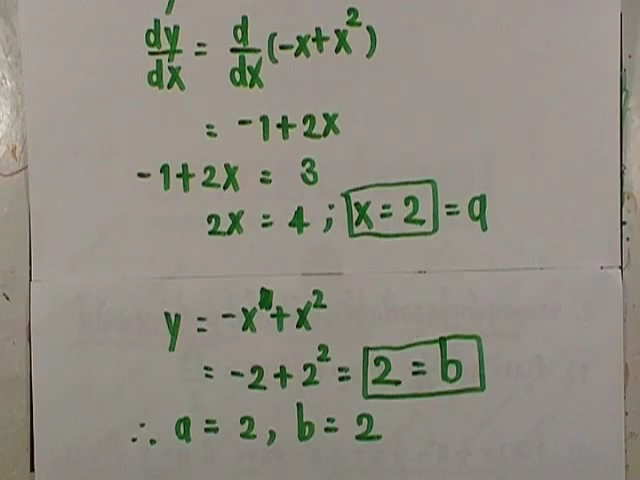 dy/dx = d/dx (-x+x²)
= -1+2x
-1+2x = 3
2x = 4 ; x=2 = a
y = -x+x²
= -2+2² = 2 = b
∴ a = 2, b = 2